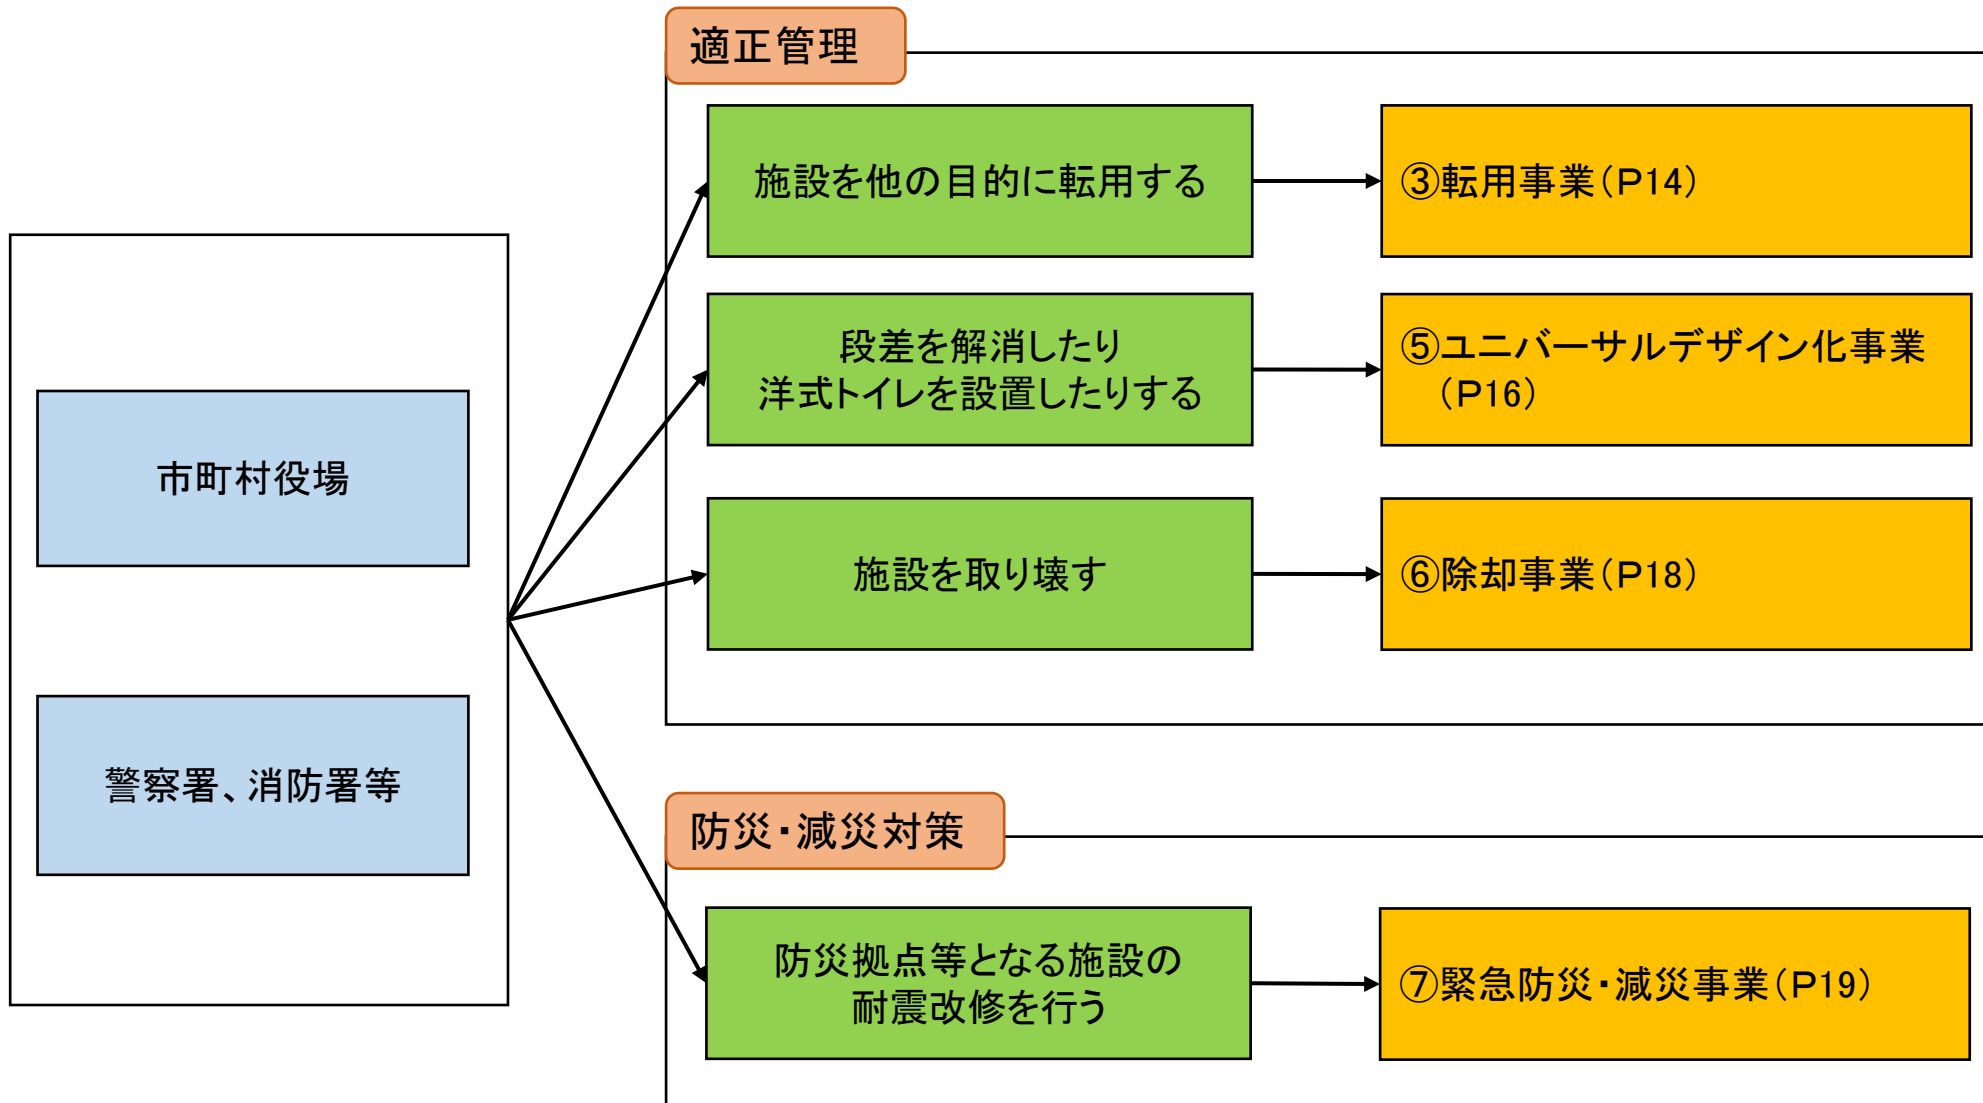 適正管理
施設を他の目的に転用する
③転用事業（P14）
段差を解消したり
洋式トイレを設置したりする
⑤ユニバーサルデザイン化事業
（P16）
市町村役場
施設を取り壊す
⑥除却事業（P18）
警察署、消防署等
防災・減災対策
防災拠点等となる施設の
耐震改修を行う
⑦緊急防災・減災事業（P19）